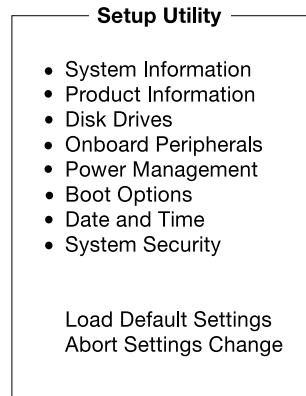 Setup Utility
• System Information
• Product Information
• Disk Drives
• Onboard Peripherals
• Power Management
• Boot Options
• Date and Time
• System Security
Load Default Settings
Abort Settings Change